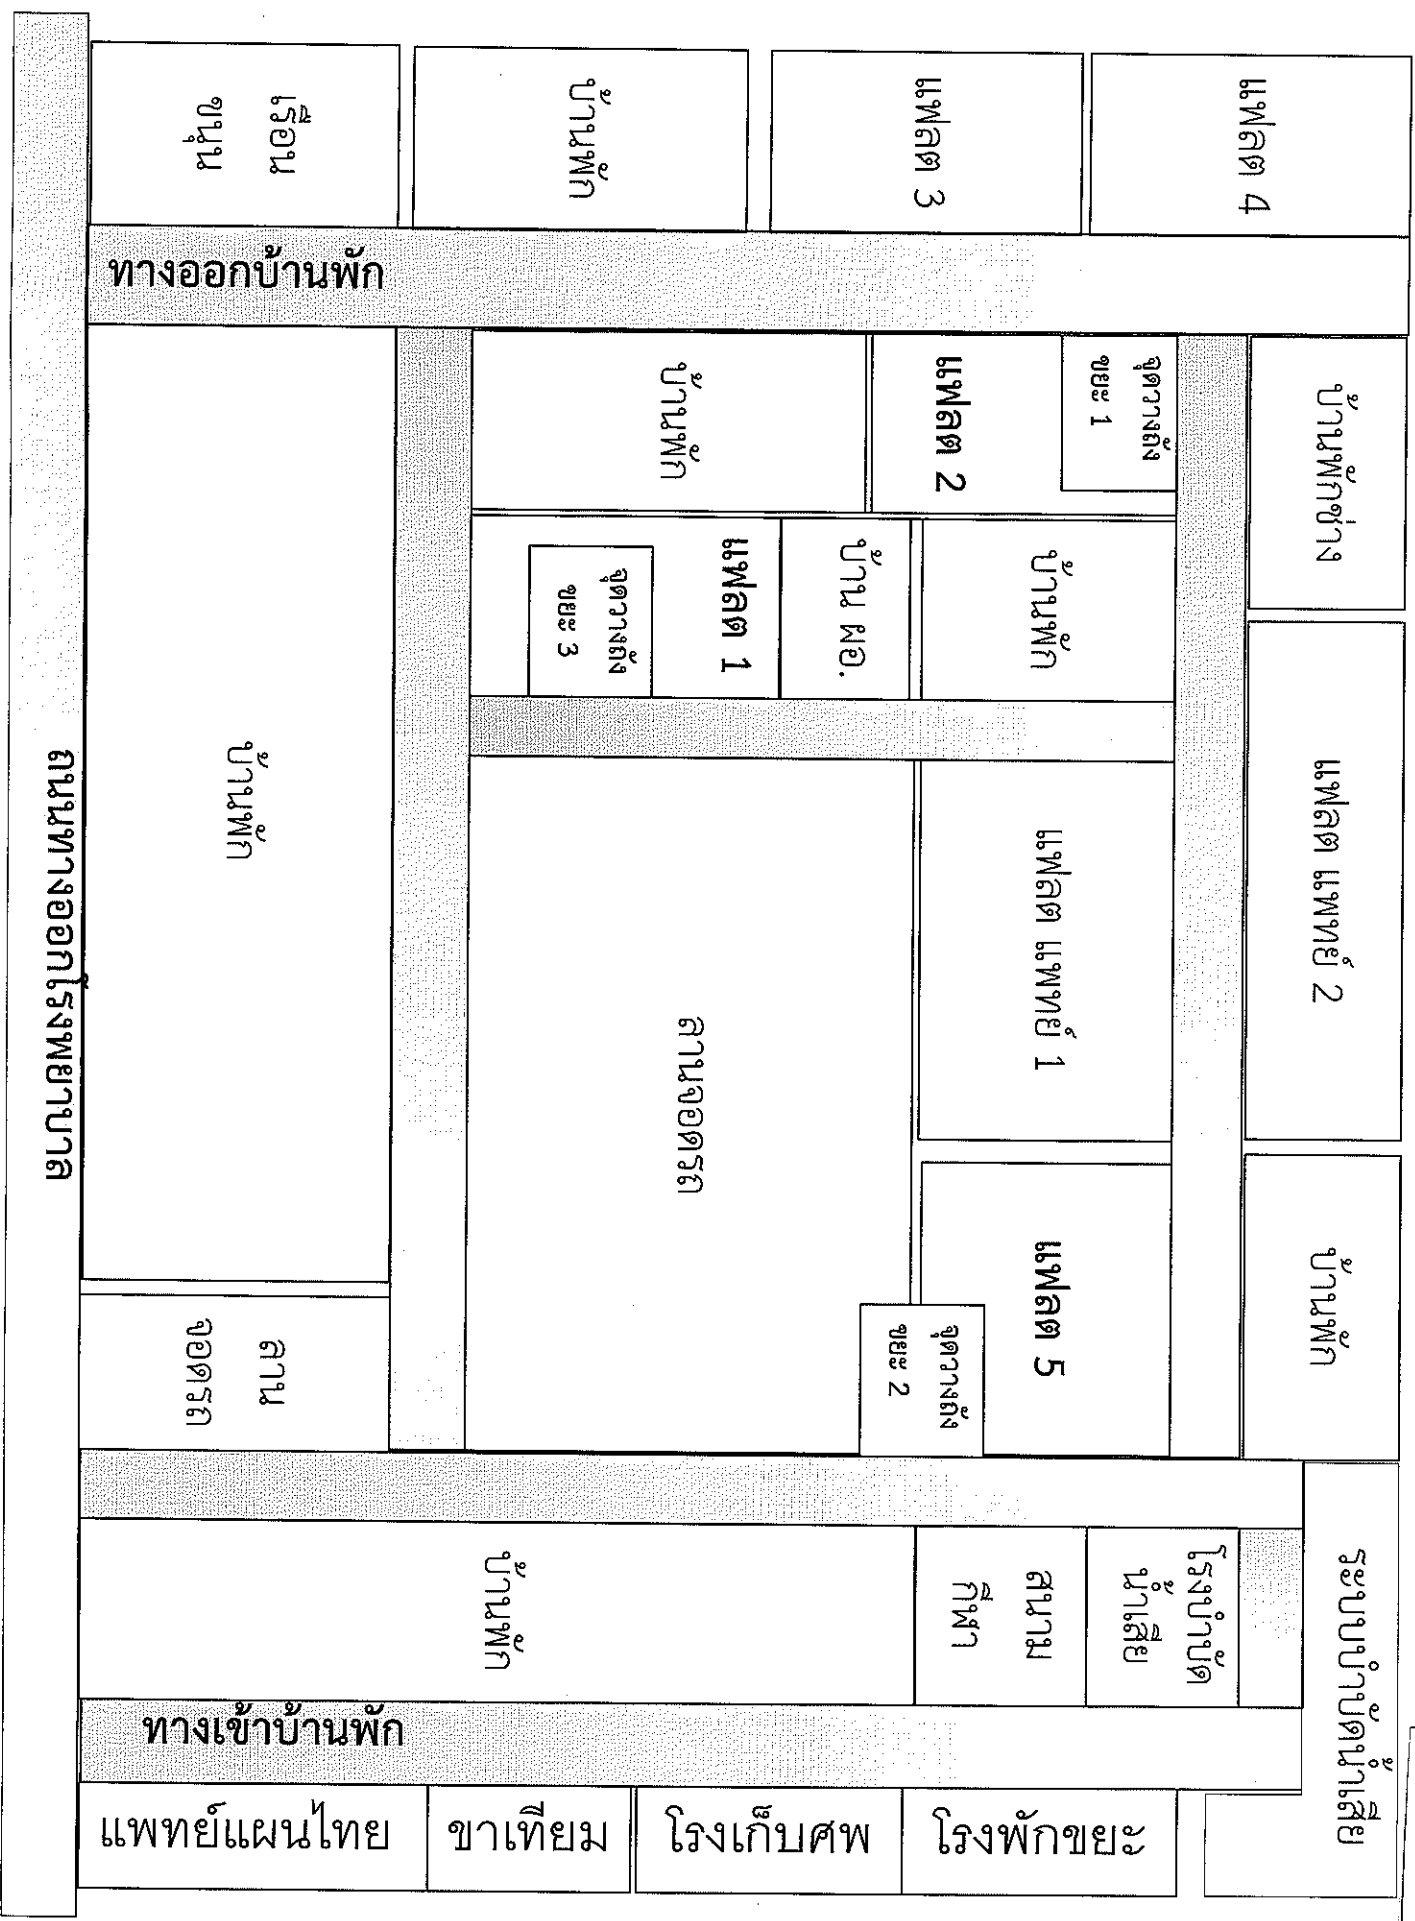 เรือน
ขนุน
บ้านพัก
แฟลต 3
แฟลต 4
ทางออกบ้านพัก
บ้านพัก
แฟลต 2
จุดวางถัง
ขยะ 1
บ้านพักช่าง
แฟลต 1
จุดวางถัง
ขยะ 3
บ้าน ผอ.
บ้านพัก
แฟลต แพทย์ 2
บ้านพัก
ถนนทางออกโรงพยาบาล
ลานจอดรถ
แฟลต แพทย์ 1
แฟลต 5
จุดวางถัง
ขยะ 2
บ้านพัก
ลาน
จอดรถ
บ้านพัก
สนาม
กีฬา
โรงบำบัด
น้ำเสีย
ระบบบำบัดน้ำเสีย
ทางเข้าบ้านพัก
แพทย์แผนไทย
ขาเทียม
โรงเก็บศพ
โรงพักขยะ